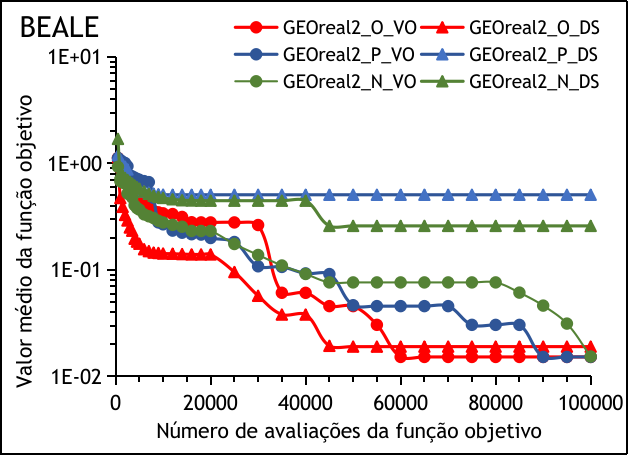 BEALE
GEOreal2_O_VO GEOreal2_O_DS
GEOreal2_P_VO GEOreal2_P_DS
GEOreal2_N_VO GEOreal2_N_DS
Valor médio da função objetivo
1E+01
1E+00
1E-01
1E-02
0 20000 40000 60000 80000 100000
Número de avaliações da função objetivo